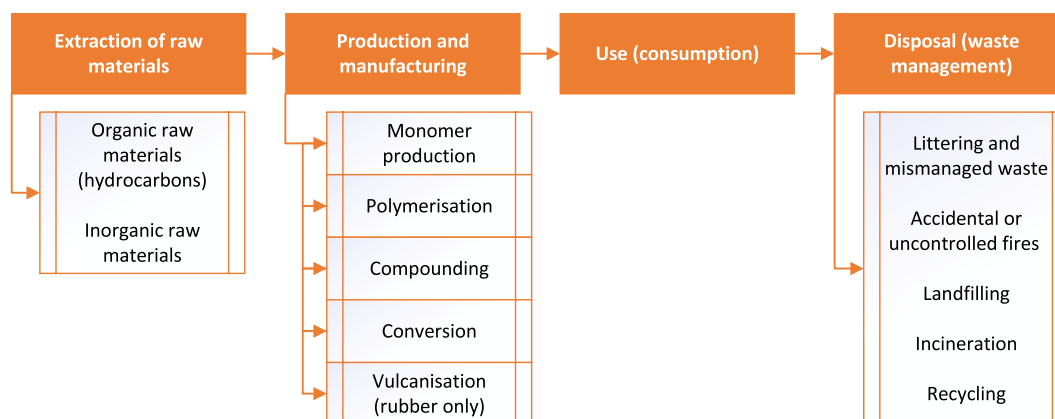 Extraction of raw
materials
Production and
manufacturing
Use (consumption)
Disposal (waste
management)
Organic raw
materials
(hydrocarbons)
Inorganic raw
materials
Monomer
production
Polymerisation
Compounding
Conversion
Vulcanisation
(rubber only)
Littering and
mismanaged waste
Accidental or
uncontrolled fires
Landfilling
Incineration
Recycling